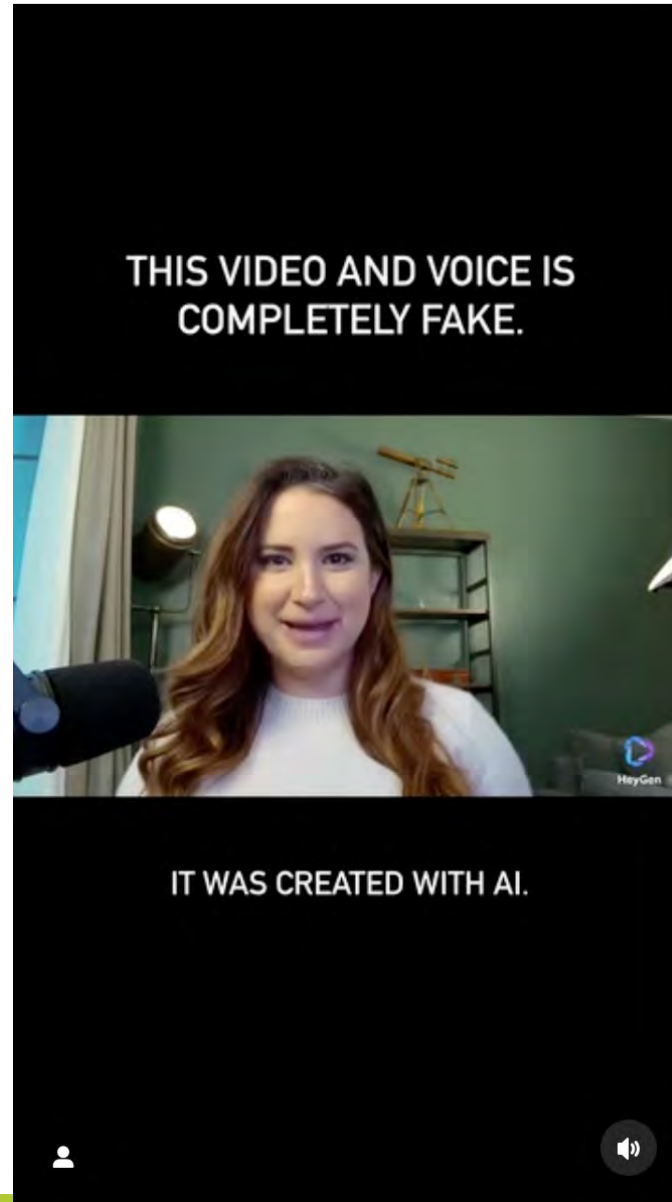 THIS VIDEO AND VOICE IS
COMPLETELY FAKE.
HeyGen
IT WAS CREATED WITH AI.